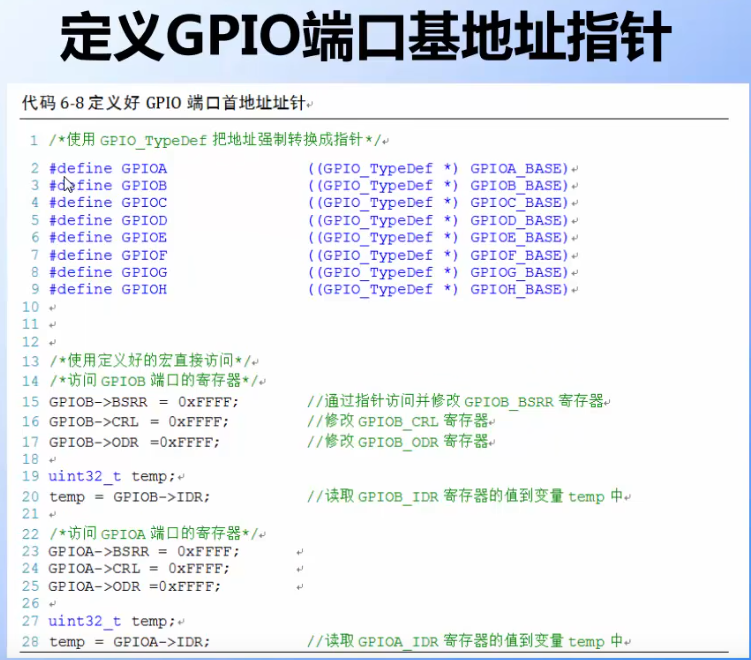 定义GPIO端口基地址指针
代码 6-8 定义好 GPIO 端口首地址址针
1 /*使用 GPIO_TypeDef 把地址强制转换成指针*/
2 #define GPIOA ((GPIO_TypeDef *) GPIOA_BASE)
3 #define GPIOB ((GPIO_TypeDef *) GPIOB_BASE)
4 #define GPIOC ((GPIO_TypeDef *) GPIOC_BASE)
5 #define GPIOD ((GPIO_TypeDef *) GPIOD_BASE)
6 #define GPIOE ((GPIO_TypeDef *) GPIOE_BASE)
7 #define GPIOF ((GPIO_TypeDef *) GPIOF_BASE)
8 #define GPIOG ((GPIO_TypeDef *) GPIOG_BASE)
9 #define GPIOH ((GPIO_TypeDef *) GPIOH_BASE)
10
11
12
13 /*使用定义好的宏直接访问*/
14 /*访问 GPIOB 端口的寄存器*/
15 GPIOB->BSRR = 0xFFFF; //通过指针访问并修改 GPIOB_BSRR 寄存器
16 GPIOB->CRL = 0xFFFF; //修改 GPIOB_CRL 寄存器
17 GPIOB->ODR =0xFFFF; //修改 GPIOB_ODR 寄存器
18
19 uint32_t temp;
20 temp = GPIOB->IDR; //读取 GPIOB_IDR 寄存器的值到变量 temp 中
21
22 /*访问 GPIOA 端口的寄存器*/
23 GPIOA->BSRR = 0xFFFF;
24 GPIOA->CRL = 0xFFFF;
25 GPIOA->ODR =0xFFFF;
26
27 uint32_t temp;
28 temp = GPIOA->IDR; //读取 GPIOA_IDR 寄存器的值到变量 temp 中